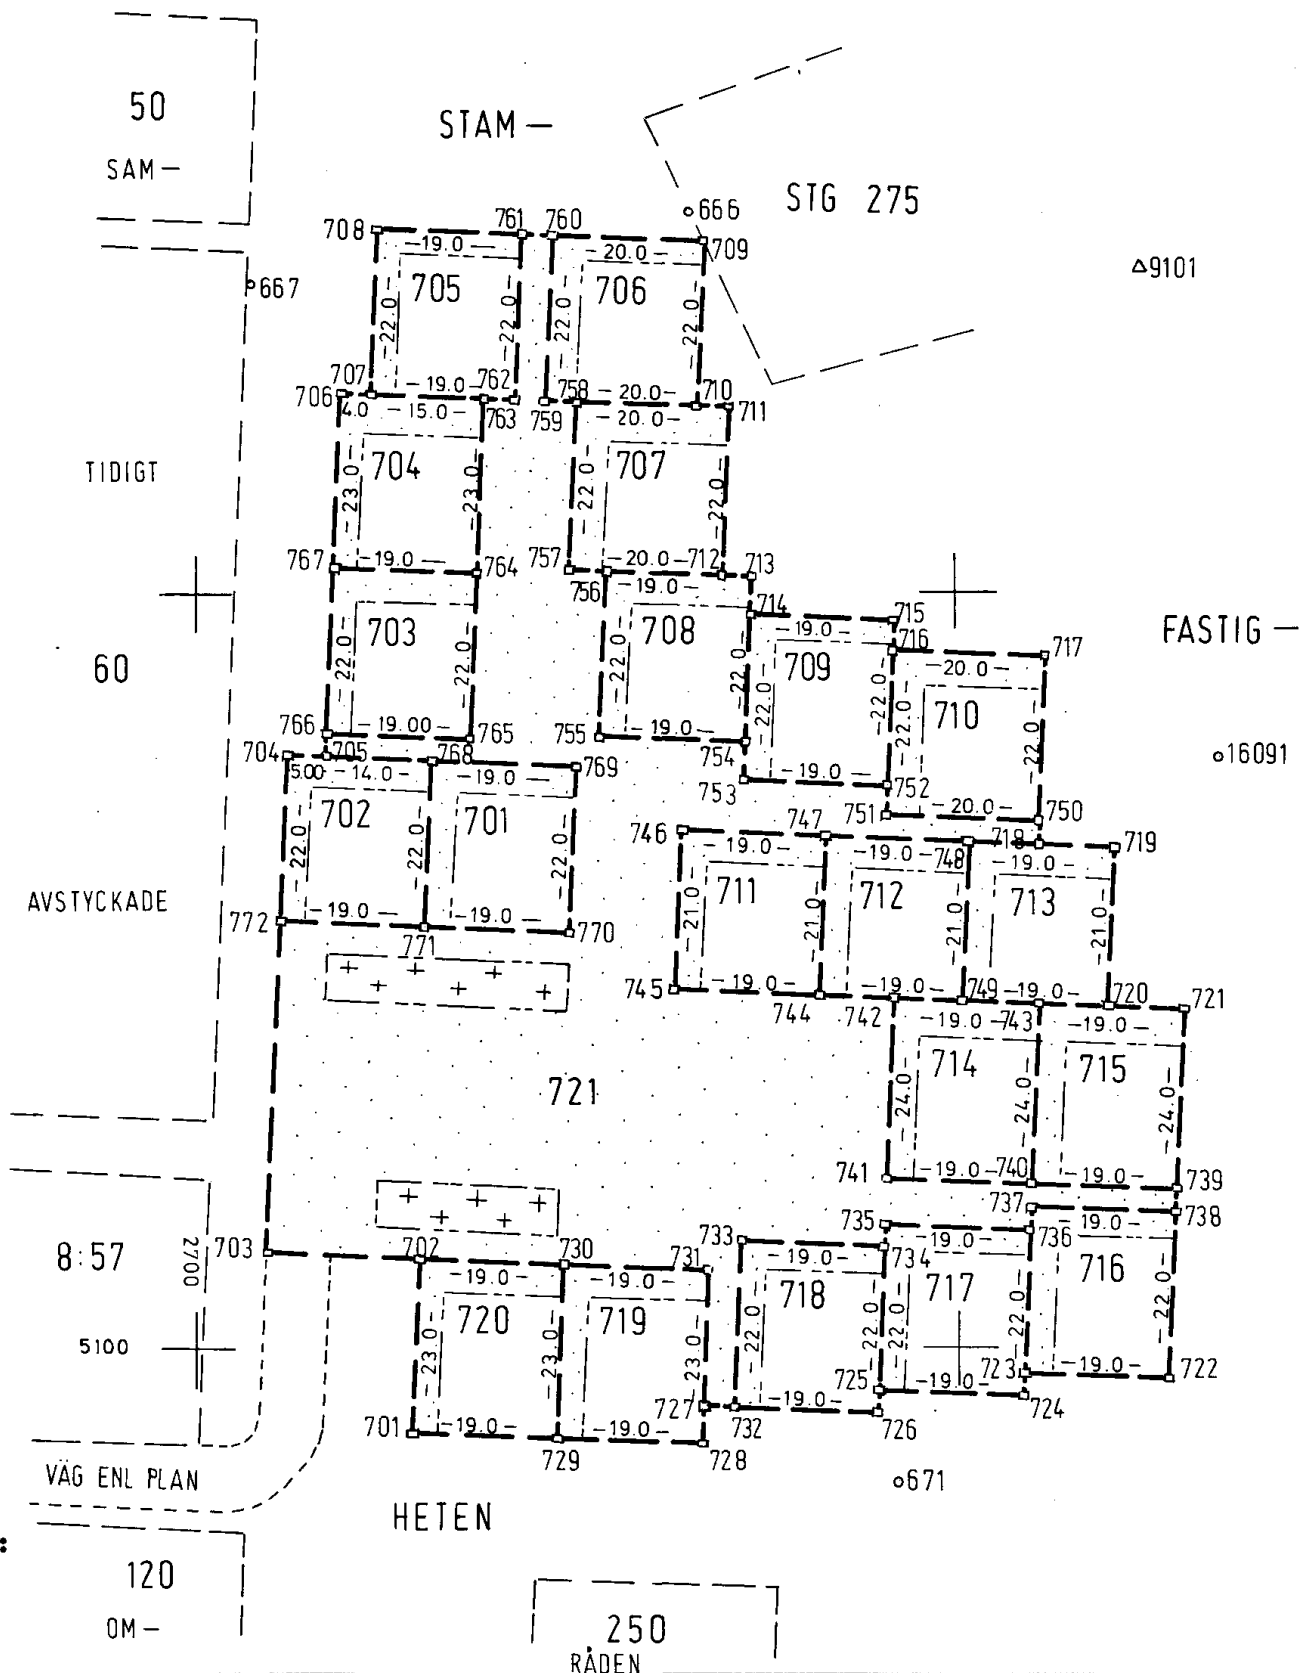 50
STAM –
SAM –
STG 275
666
708 761 760 709
–19.0– –20.0–
9101
667
705 706
–22.0– –22.0– –22.0– –22.0–
707 –19.0– 762 758 –20.0– 710
706 4.0 –15.0– 763 759 –20.0– 711
704 707
TIDIGT
–23.0– –23.0– –22.0– –22.0–
767 –19.0– 764 757 –20.0– 712 713
756 –19.0–
714 715
703 708 –19.0– 716 717
FASTIG –
709 –20.0–
60
–22.0– –22.0– –22.0– –22.0– –22.0– –22.0– –22.0– –22.0–
710
766 –19.00– 765 755 –19.0– 754
704 705 768 769
16091
5.00 –14.0– –19.0– 753 –19.0– 752
702 701 751 –20.0– 750
–22.0– –22.0– –22.0–
746 747 748 718 719
–19.0– –19.0– –19.0–
711 712 713
AVSTYCKADE
–21.0– –21.0– –21.0– –21.0–
772 –19.0– 771 –19.0– 770
745 –19.0– 744 –19.0– 742 749 –19.0– 743 720 721
–19.0– –19.0–
714 715
721
–24.0– –24.0– –24.0–
741 –19.0– 740 –19.0– 739
737 738
735 –19.0–
733 –19.0– 734 –19.0– 736
8:57
2700
703 702 730 731
–19.0– –19.0–
718 717 716
720 719
–22.0– –22.0– –22.0– –22.0– –22.0–
5100
–23.0– –23.0– –23.0–
723 –19.0– 722
725 –19.0– 724
727 732 –19.0– 726
701 –19.0– 729 –19.0– 728
VÄG ENL PLAN
671
HETEN
120
OM –
250
RÅDEN